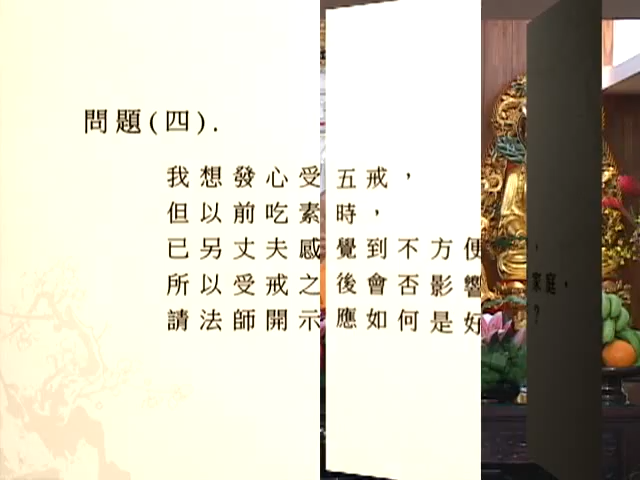 問題(四).
我想發心受五戒，
但以前吃素時，
已另丈夫感覺到不方便，
所以受戒之後會否影響家庭，
請法師開示應如何是好？